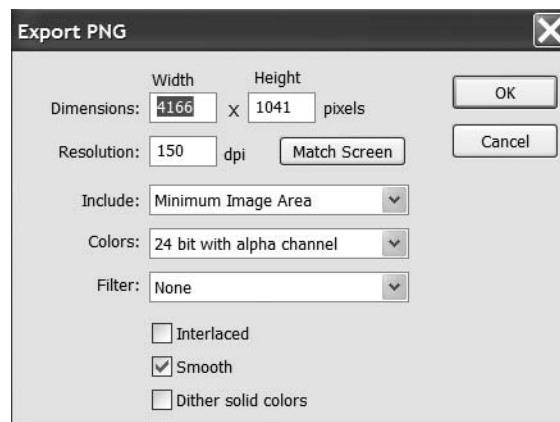 Export PNG
Width Height
Dimensions: 4166 X 1041 pixels
OK
Resolution: 150 dpi Match Screen
Cancel
Include: Minimum Image Area
Colors: 24 bit with alpha channel
Filter: None
Interlaced
Smooth
Dither solid colors